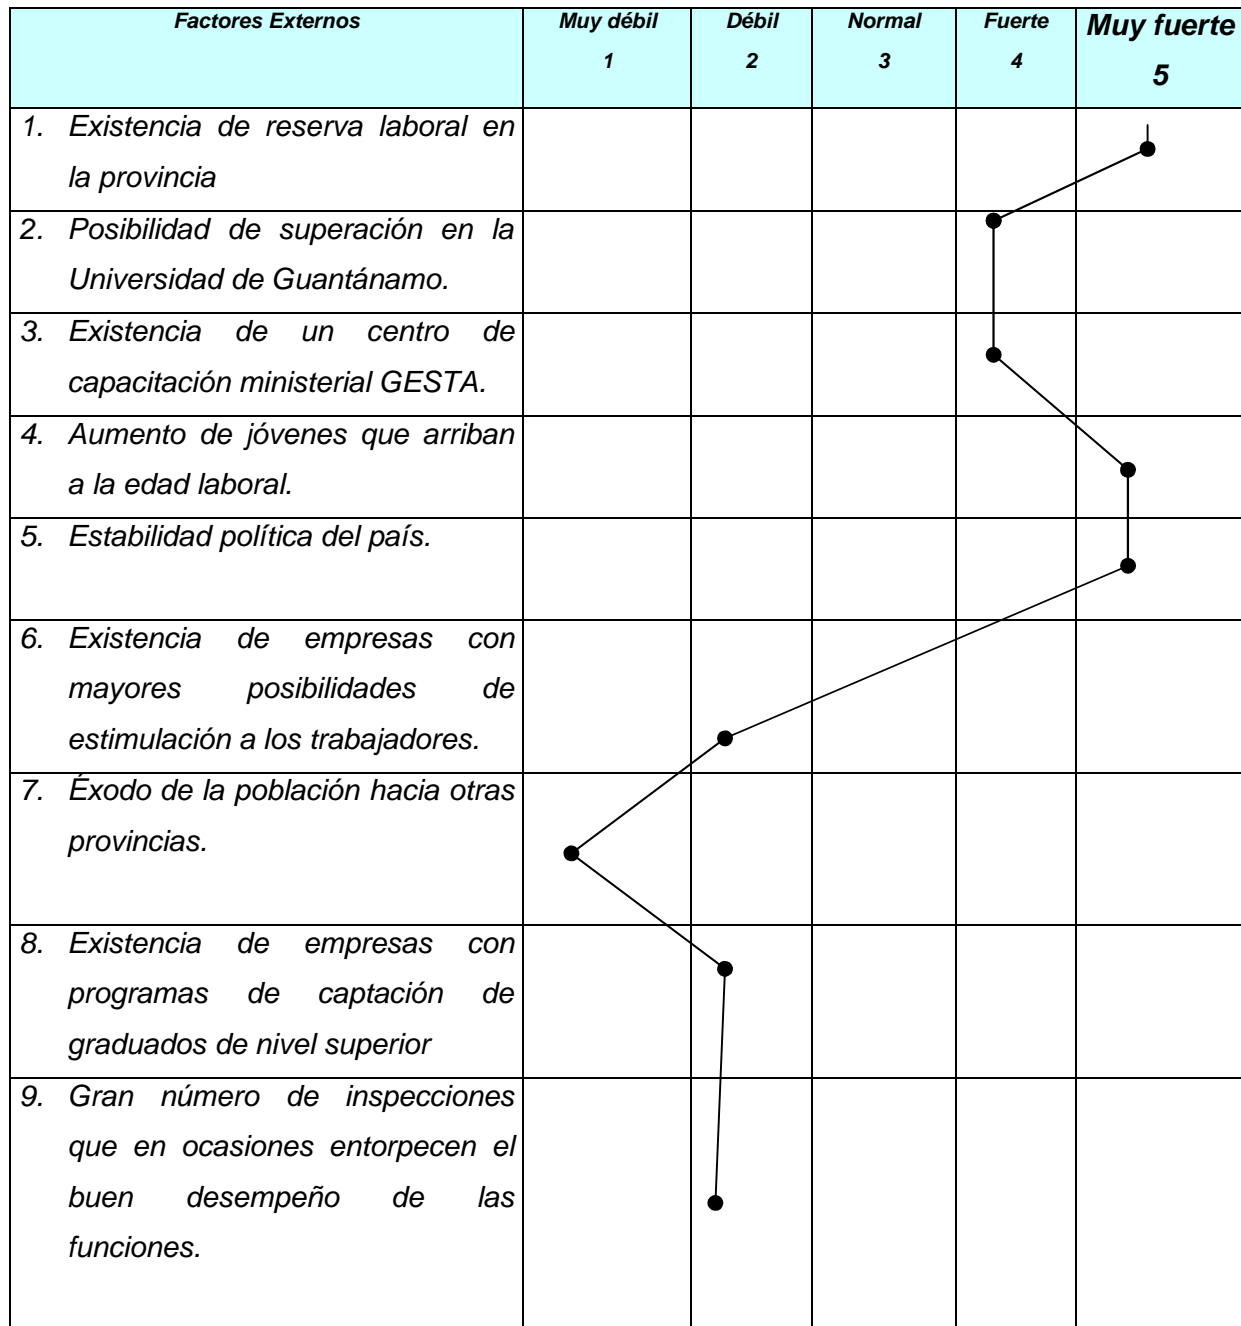 Factores Externos Muy débil Débil Normal Fuerte Muy fuerte
1 2 3 4 5
1. Existencia de reserva laboral en
la provincia
2. Posibilidad de superación en la
Universidad de Guantánamo.
3. Existencia de un centro de
capacitación ministerial GESTA.
4. Aumento de jóvenes que arriban
a la edad laboral.
5. Estabilidad política del país.
6. Existencia de empresas con
mayores posibilidades de
estimulación a los trabajadores.
7. Éxodo de la población hacia otras
provincias.
8. Existencia de empresas con
programas de captación de
graduados de nivel superior
9. Gran número de inspecciones
que en ocasiones entorpecen el
buen desempeño de las
funciones.